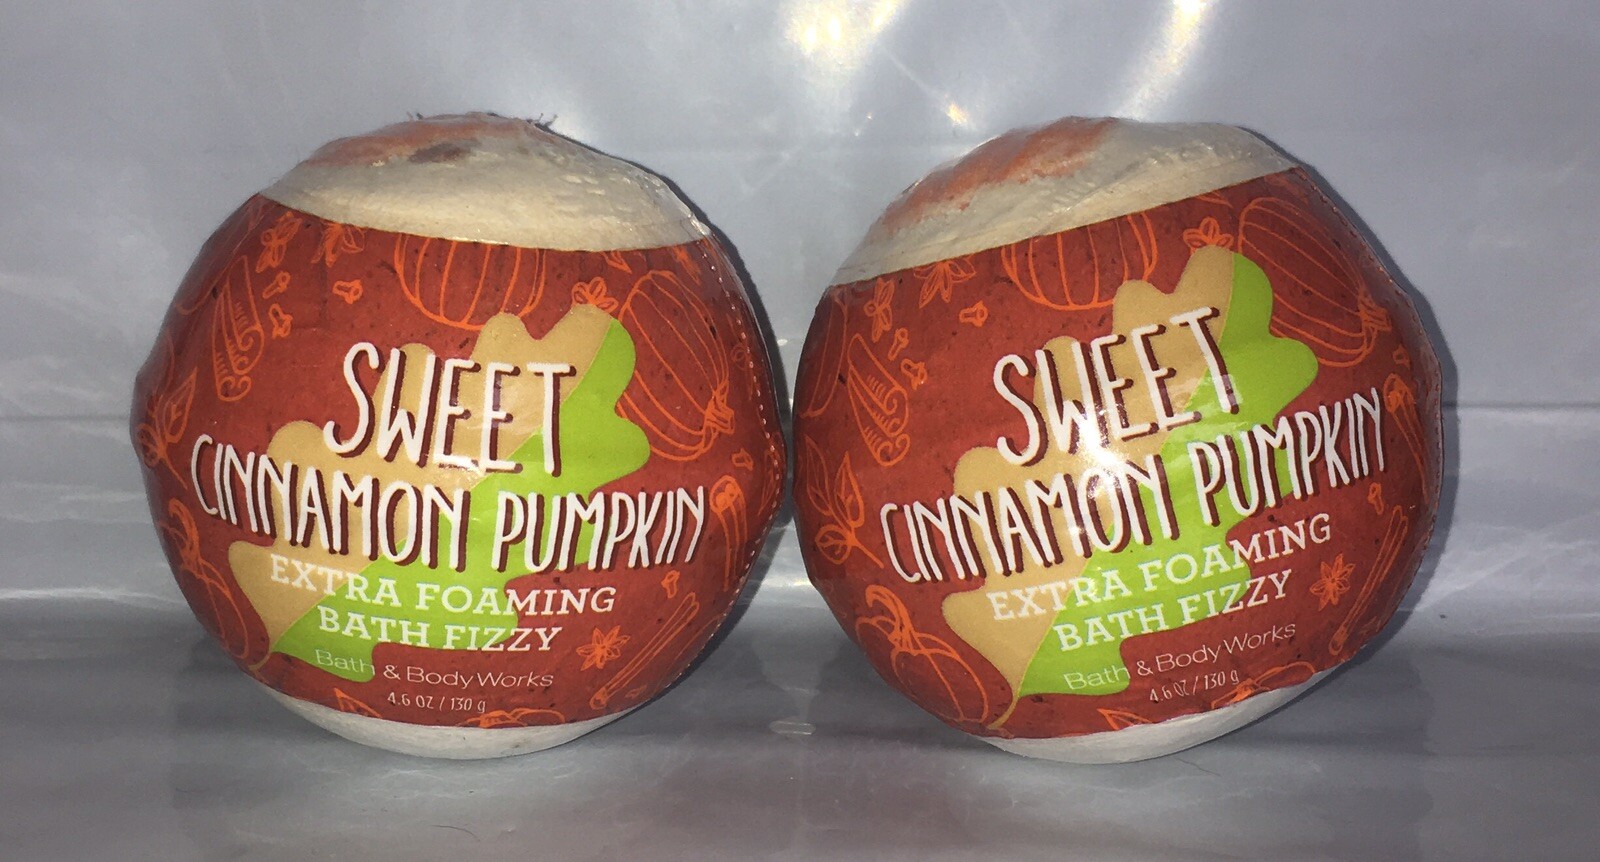 SWEET
CINNAMON PUMPKIN
EXTRA FOAMING
BATH FIZZY
Bath & Body Works
4.6 OZ / 130 g
SWEET
CINNAMON PUMPKIN
EXTRA FOAMING
BATH FIZZY
Bath & Body Works
4.6 OZ / 130 g